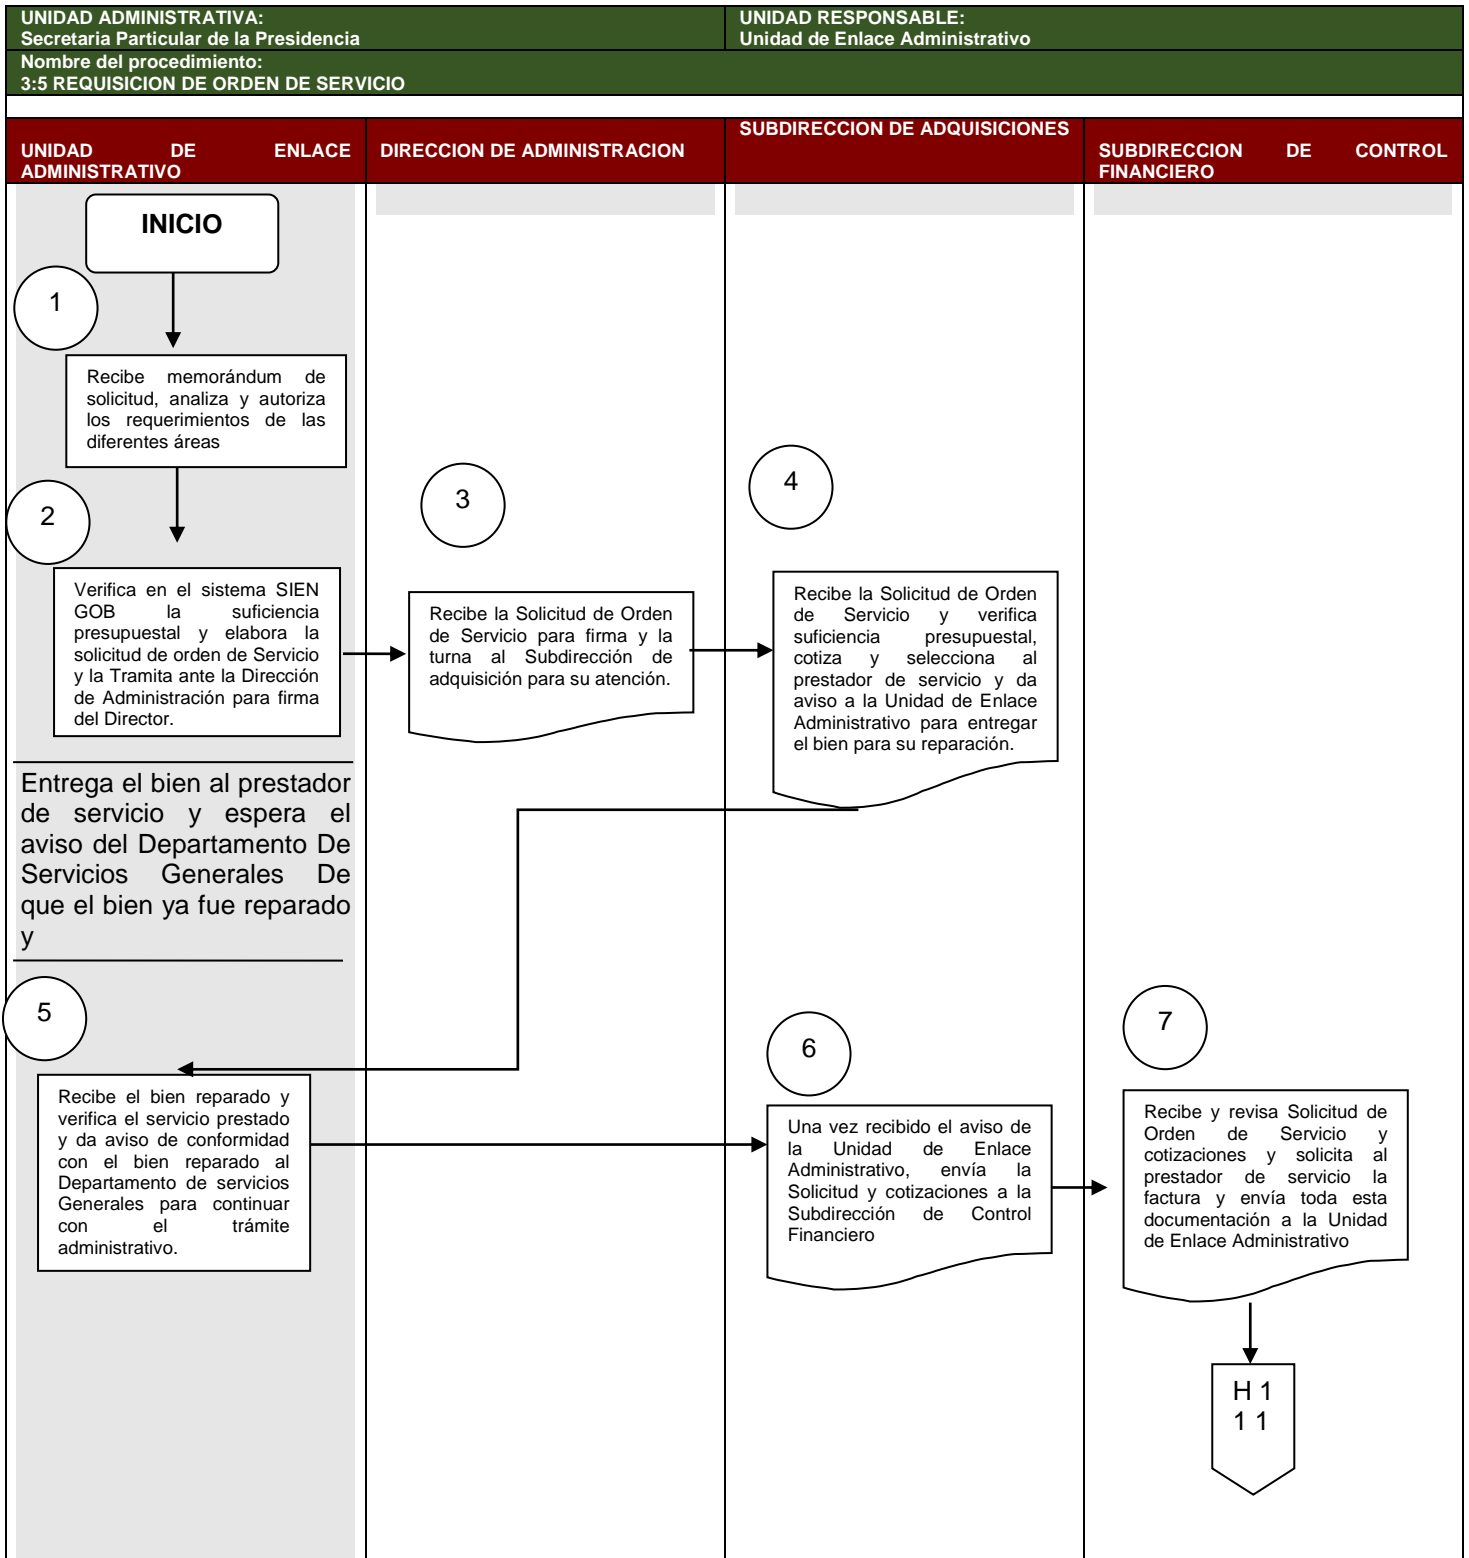 UNIDAD ADMINISTRATIVA:
Secretaria Particular de la Presidencia
UNIDAD RESPONSABLE:
Unidad de Enlace Administrativo
Nombre del procedimiento:
3:5 REQUISICION DE ORDEN DE SERVICIO
UNIDAD DE ENLACE
ADMINISTRATIVO
DIRECCION DE ADMINISTRACION
SUBDIRECCION DE ADQUISICIONES
SUBDIRECCION DE CONTROL
FINANCIERO
INICIO
1
Recibe memorándum de
solicitud, analiza y autoriza
los requerimientos de las
diferentes áreas
2
Verifica en el sistema SIEN
GOB la suficiencia
presupuestal y elabora la
solicitud de orden de Servicio
y la Tramita ante la Dirección
de Administración para firma
del Director.
3
Recibe la Solicitud de Orden
de Servicio para firma y la
turna al Subdirección de
adquisición para su atención.
4
Recibe la Solicitud de Orden
de Servicio y verifica
suficiencia presupuestal,
cotiza y selecciona al
prestador de servicio y da
aviso a la Unidad de Enlace
Administrativo para entregar
el bien para su reparación.
Entrega el bien al prestador
de servicio y espera el
aviso del Departamento De
Servicios Generales De
que el bien ya fue reparado
y
5
Recibe el bien reparado y
verifica el servicio prestado
y da aviso de conformidad
con el bien reparado al
Departamento de servicios
Generales para continuar
con el trámite
administrativo.
6
Una vez recibido el aviso de
la Unidad de Enlace
Administrativo, envía la
Solicitud y cotizaciones a la
Subdirección de Control
Financiero
7
Recibe y revisa Solicitud de
Orden de Servicio y
cotizaciones y solicita al
prestador de servicio la
factura y envía toda esta
documentación a la Unidad
de Enlace Administrativo
H 1
1 1